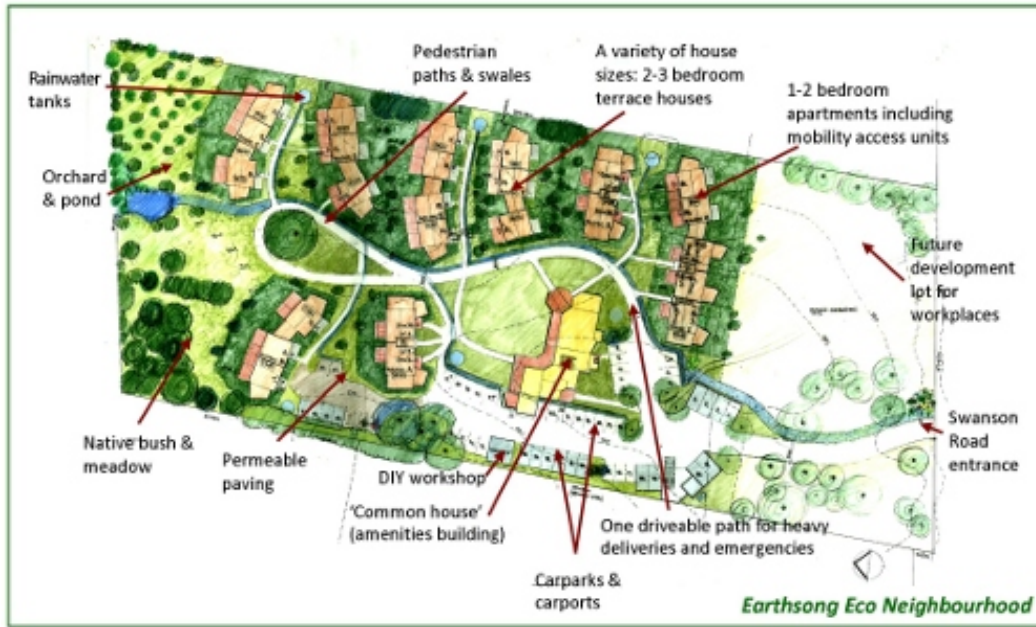 Rainwater
tanks
Pedestrian
paths & swales
A variety of house
sizes: 2-3 bedroom
terrace houses
1-2 bedroom
apartments including
mobility access units
Orchard
& pond
Future
development
lot for
workplaces
Native bush &
meadow
Permeable
paving
DIY workshop
'Common house'
(amenities building)
Carparks &
carports
One driveable path for heavy
deliveries and emergencies
Swanson
Road
entrance
Earthsong Eco Neighbourhood